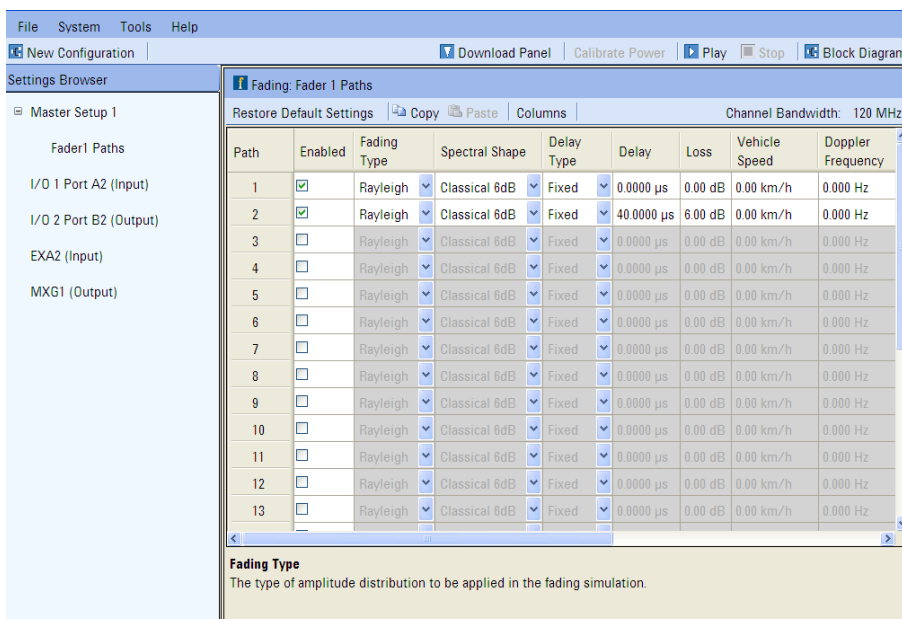 File System Tools Help
New Configuration Download Panel Calibrate Power Play Stop Block Diagram
Settings Browser
Master Setup 1
Fader1 Paths
I/O 1 Port A2 (Input)
I/O 2 Port B2 (Output)
EXA2 (Input)
MXG1 (Output)
Fading: Fader 1 Paths
Restore Default Settings Copy Paste Columns Channel Bandwidth: 120 MHz
Path Enabled Fading Type Spectral Shape Delay Type Delay Loss Vehicle Speed Doppler Frequency
1 Rayleigh Classical 6dB Fixed 0.0000 µs 0.00 dB 0.00 km/h 0.000 Hz
2 Rayleigh Classical 6dB Fixed 40.0000 µs 6.00 dB 0.00 km/h 0.000 Hz
3 Rayleigh Classical 6dB Fixed 0.0000 µs 0.00 dB 0.00 km/h 0.000 Hz
4 Rayleigh Classical 6dB Fixed 0.0000 µs 0.00 dB 0.00 km/h 0.000 Hz
5 Rayleigh Classical 6dB Fixed 0.0000 µs 0.00 dB 0.00 km/h 0.000 Hz
6 Rayleigh Classical 6dB Fixed 0.0000 µs 0.00 dB 0.00 km/h 0.000 Hz
7 Rayleigh Classical 6dB Fixed 0.0000 µs 0.00 dB 0.00 km/h 0.000 Hz
8 Rayleigh Classical 6dB Fixed 0.0000 µs 0.00 dB 0.00 km/h 0.000 Hz
9 Rayleigh Classical 6dB Fixed 0.0000 µs 0.00 dB 0.00 km/h 0.000 Hz
10 Rayleigh Classical 6dB Fixed 0.0000 µs 0.00 dB 0.00 km/h 0.000 Hz
11 Rayleigh Classical 6dB Fixed 0.0000 µs 0.00 dB 0.00 km/h 0.000 Hz
12 Rayleigh Classical 6dB Fixed 0.0000 µs 0.00 dB 0.00 km/h 0.000 Hz
13 Rayleigh Classical 6dB Fixed 0.0000 µs 0.00 dB 0.00 km/h 0.000 Hz
Fading Type
The type of amplitude distribution to be applied in the fading simulation.